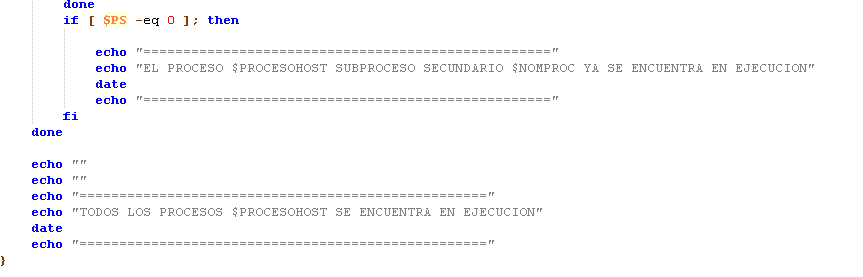 done
if [ $PS -eq 0 ]; then
echo "==================================================="
echo "EL PROCESO $PROCESOHOST SUBPROCESO SECUNDARIO $NOMPROC YA SE ENCUENTRA EN EJECUCION"
date
echo "==================================================="
fi
done
echo ""
echo ""
echo "==================================================="
echo "TODOS LOS PROCESOS $PROCESOHOST SE ENCUENTRA EN EJECUCION"
date
echo "==================================================="
}